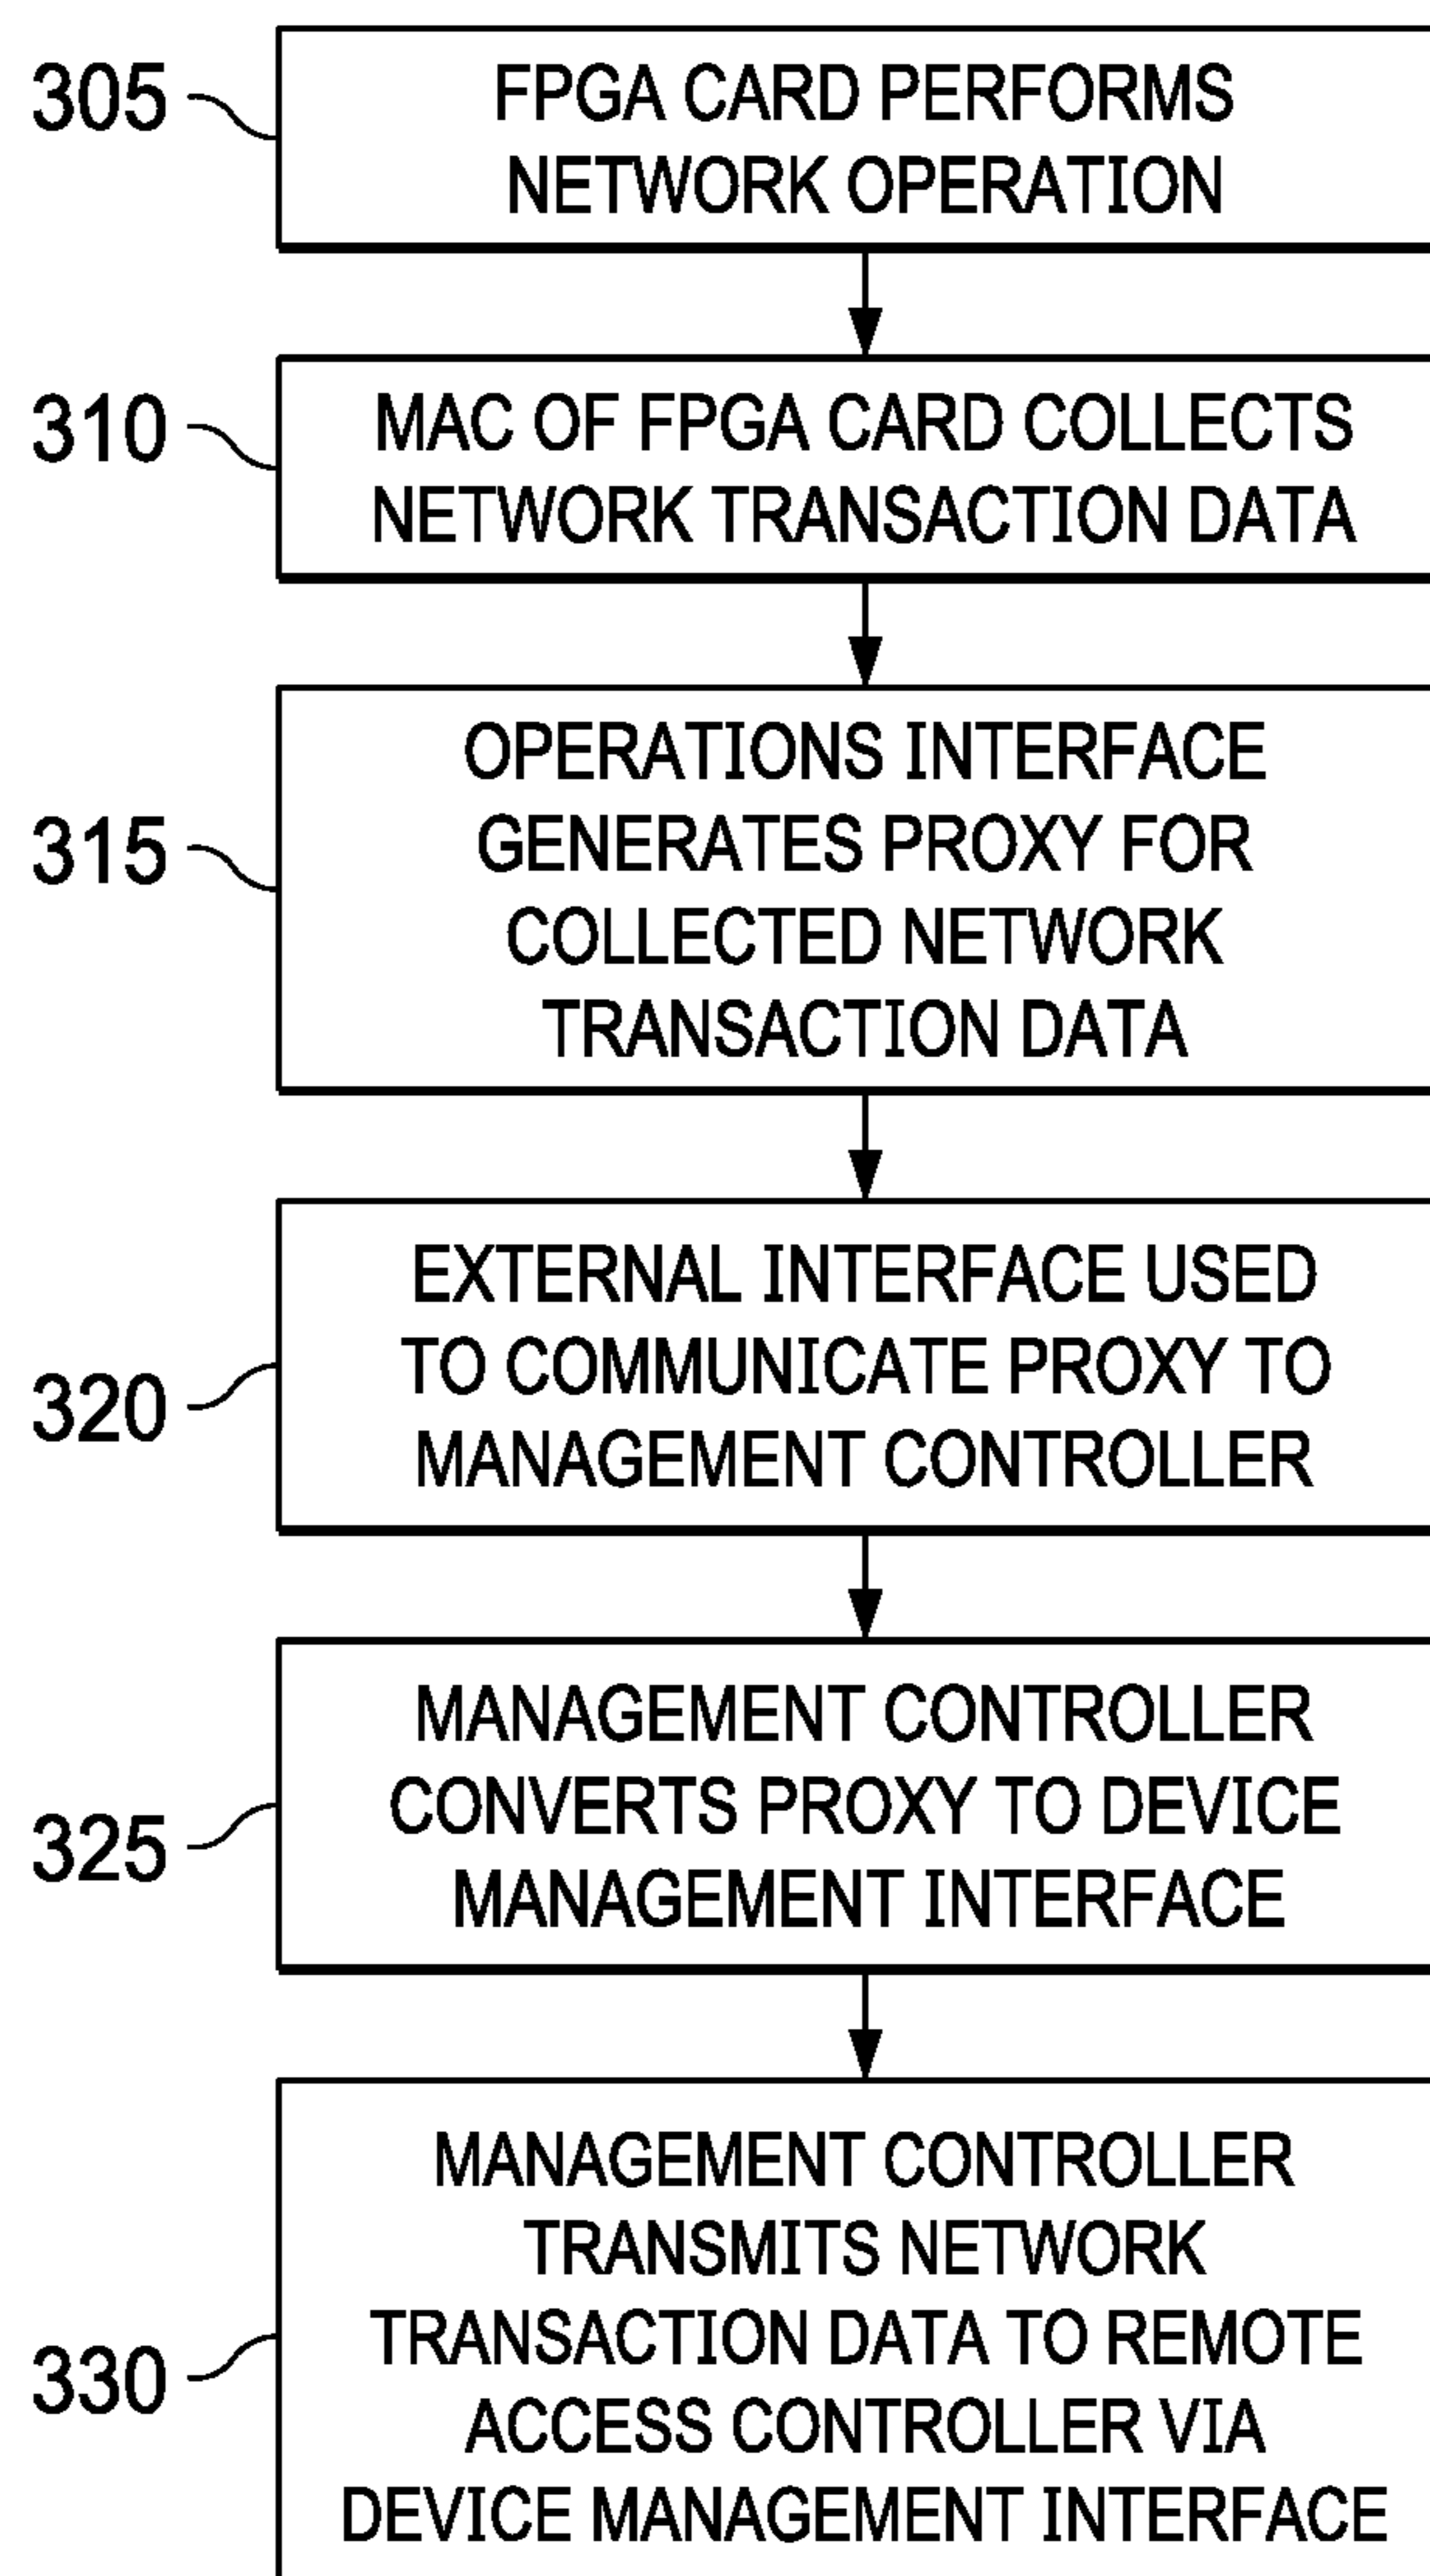 305
FPGA CARD PERFORMS
NETWORK OPERATION
310
MAC OF FPGA CARD COLLECTS
NETWORK TRANSACTION DATA
315
OPERATIONS INTERFACE
GENERATES PROXY FOR
COLLECTED NETWORK
TRANSACTION DATA
320
EXTERNAL INTERFACE USED
TO COMMUNICATE PROXY TO
MANAGEMENT CONTROLLER
325
MANAGEMENT CONTROLLER
CONVERTS PROXY TO DEVICE
MANAGEMENT INTERFACE
330
MANAGEMENT CONTROLLER
TRANSMITS NETWORK
TRANSACTION DATA TO REMOTE
ACCESS CONTROLLER VIA
DEVICE MANAGEMENT INTERFACE